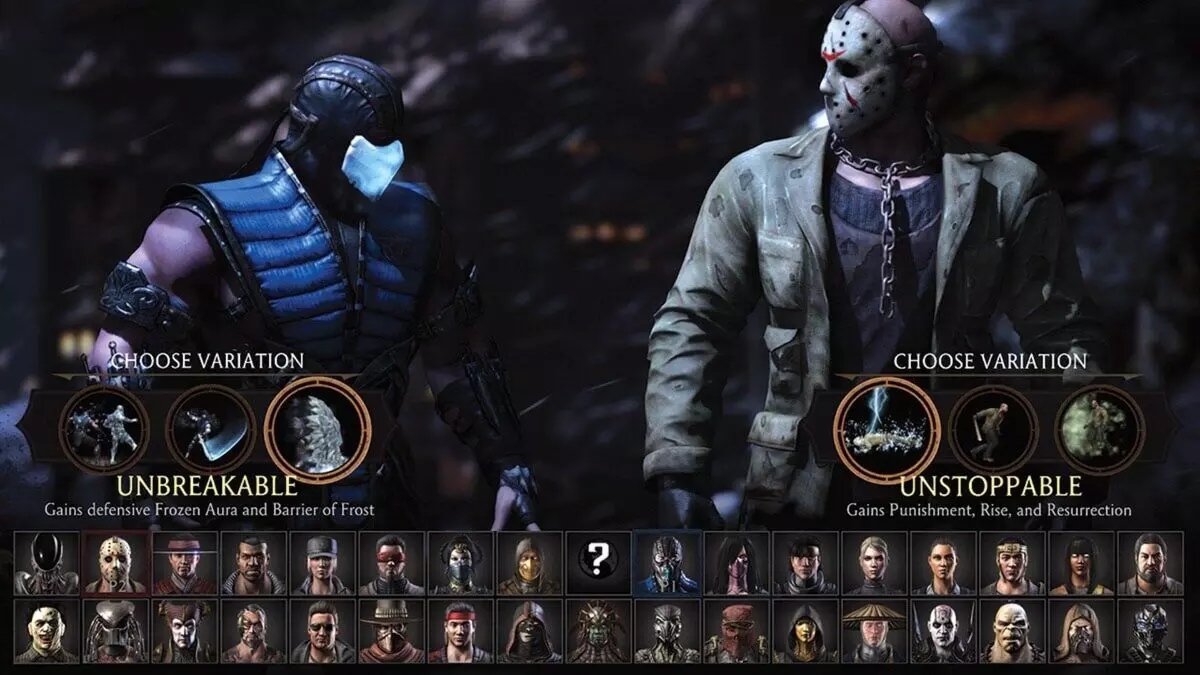 CHOOSE VARIATION
UNBREAKABLE
Gains defensive Frozen Aura and Barrier of Frost
CHOOSE VARIATION
UNSTOPPABLE
Gains Punishment, Rise, and Resurrection
?